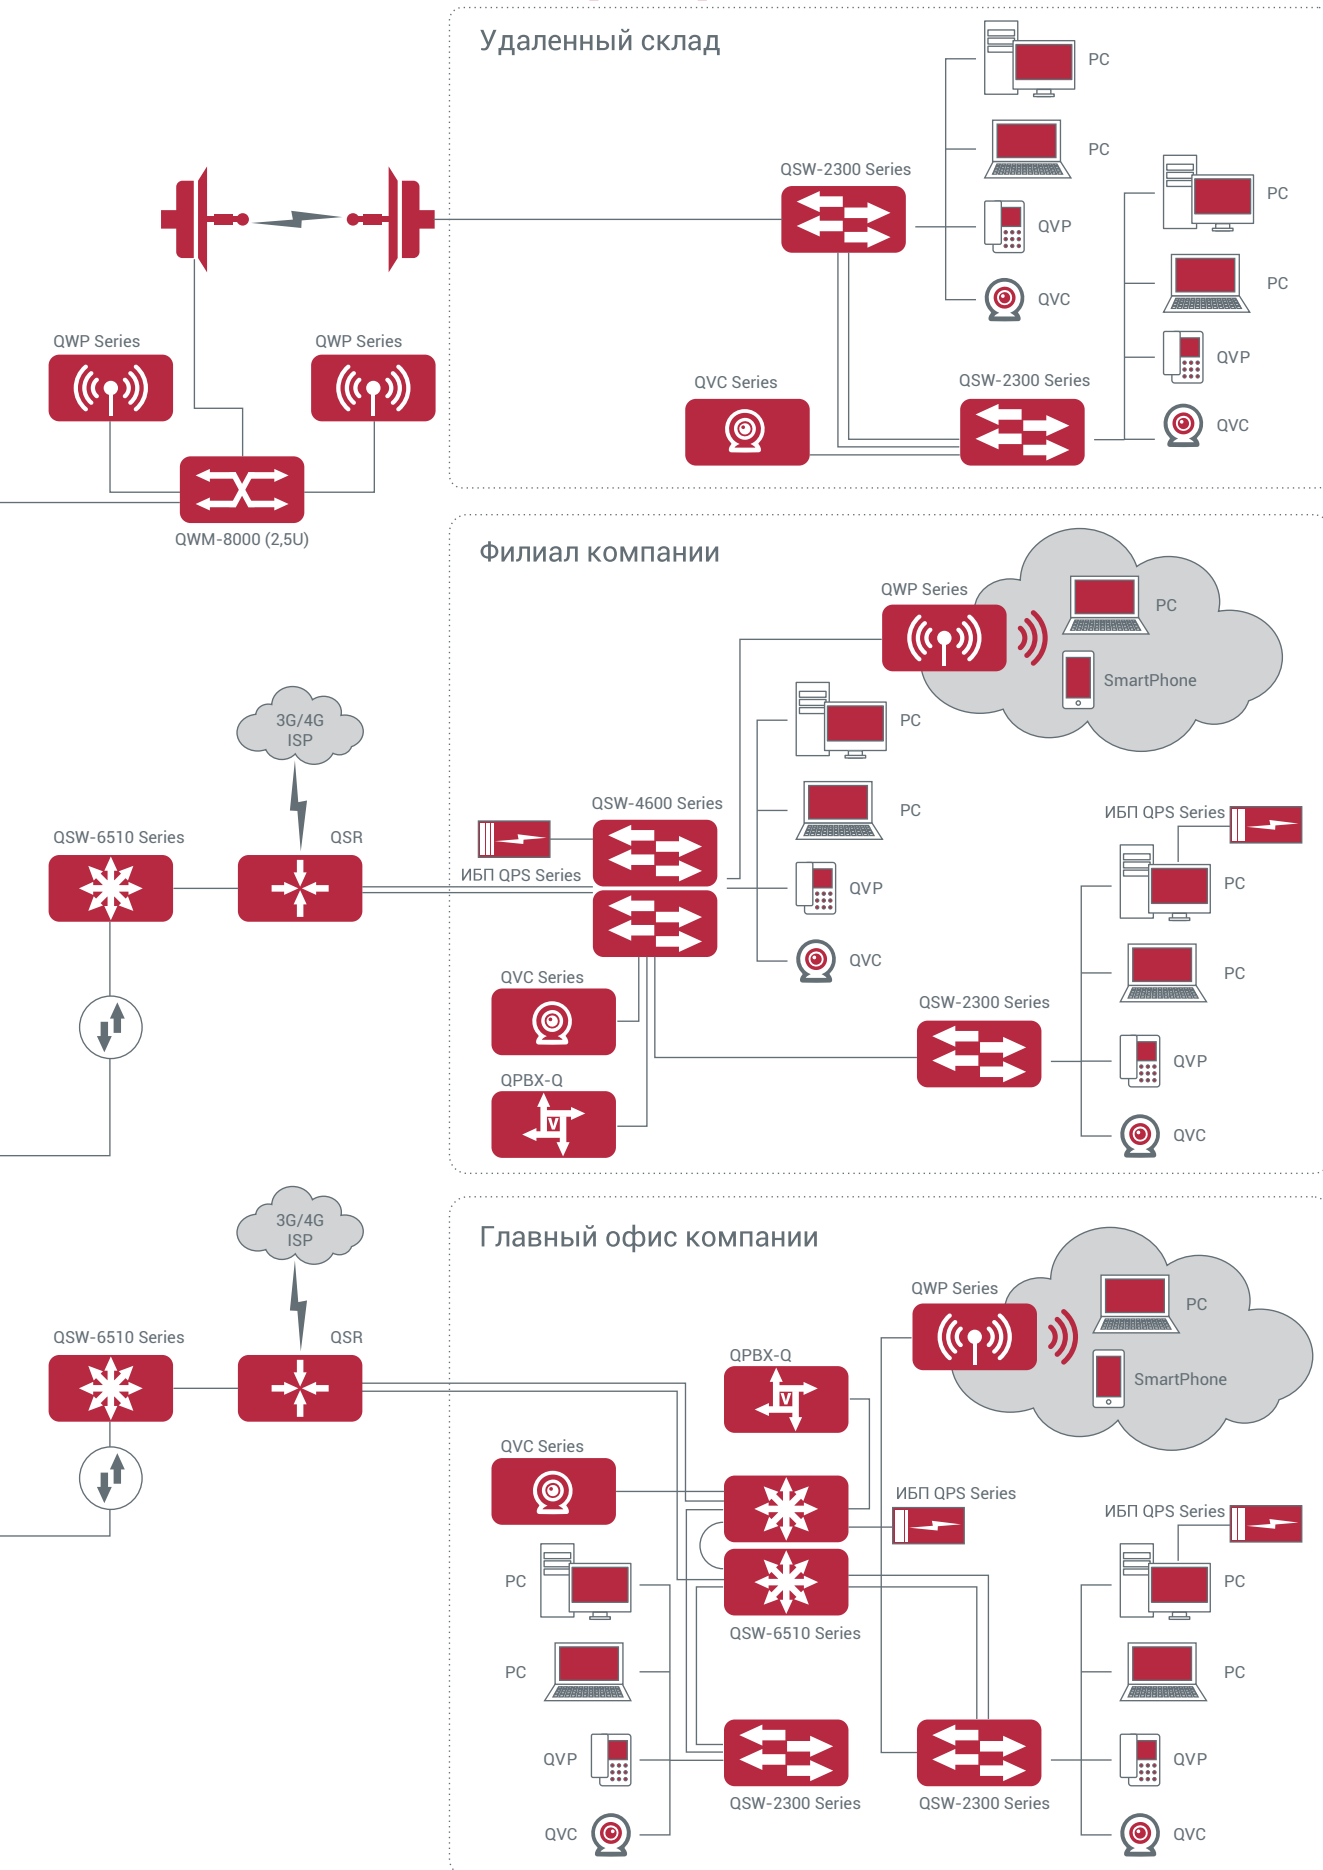 Удаленный склад
PC
PC
QSW-2300 Series
QVP
QVC
PC
PC
QVP
QVC
QWP Series
QWP Series
QVC Series
QSW-2300 Series
QWM-8000 (2,5U)
Филиал компании
QWP Series
PC
SmartPhone
3G/4G
ISP
PC
QSW-4600 Series
PC
ИБП QPS Series
QSW-6510 Series
QSR
ИБП QPS Series
QVP
PC
QVC
QVC Series
PC
QSW-2300 Series
QVP
QPBX-Q
V
QVC
3G/4G
ISP
Главный офис компании
QWP Series
PC
QSW-6510 Series
QSR
QPBX-Q
V
SmartPhone
QVC Series
ИБП QPS Series
ИБП QPS Series
PC
PC
QSW-6510 Series
PC
PC
QVP
QVP
QSW-2300 Series
QSW-2300 Series
QVC
QVC